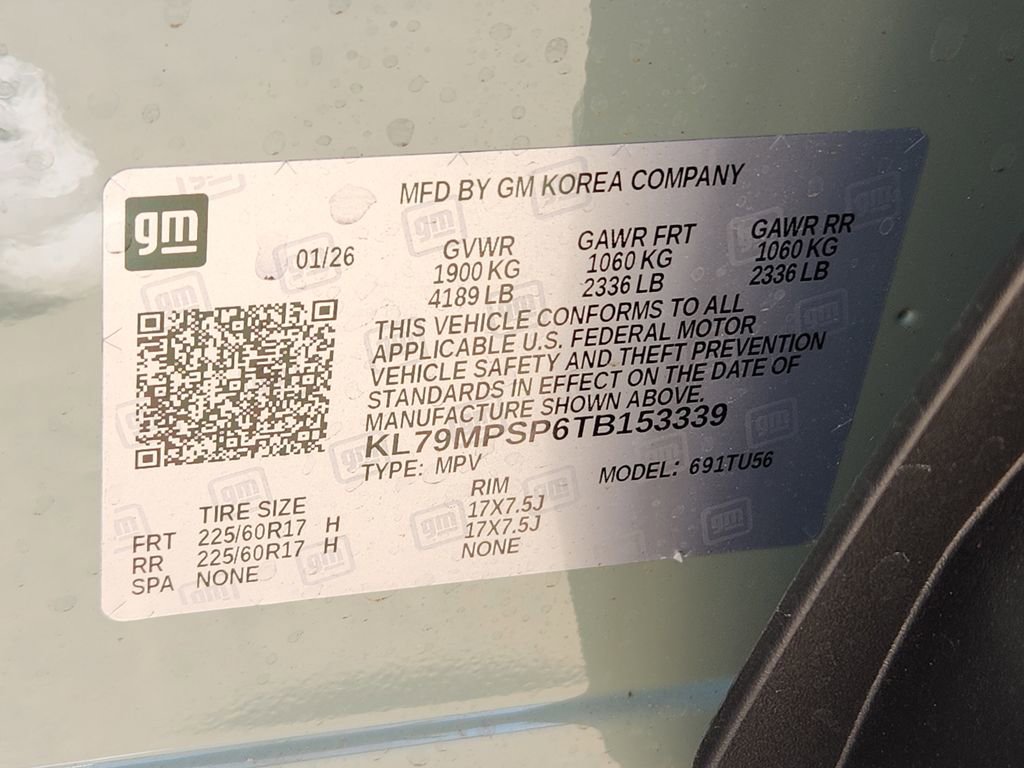 MFD BY GM KOREA COMPANY
gm
01/26
GVWR GAWR FRT GAWR RR
1900 KG 1060 KG 1060 KG
4189 LB 2336 LB 2336 LB
THIS VEHICLE CONFORMS TO ALL
APPLICABLE U.S. FEDERAL MOTOR
VEHICLE SAFETY AND THEFT PREVENTION
STANDARDS IN EFFECT ON THE DATE OF
MANUFACTURE SHOWN ABOVE.
KL79MPSP6TB153339
TYPE: MPV MODEL: 691TU56
TIRE SIZE RIM
FRT 225/60R17 H 17X7.5J
RR 225/60R17 H 17X7.5J
SPA NONE NONE